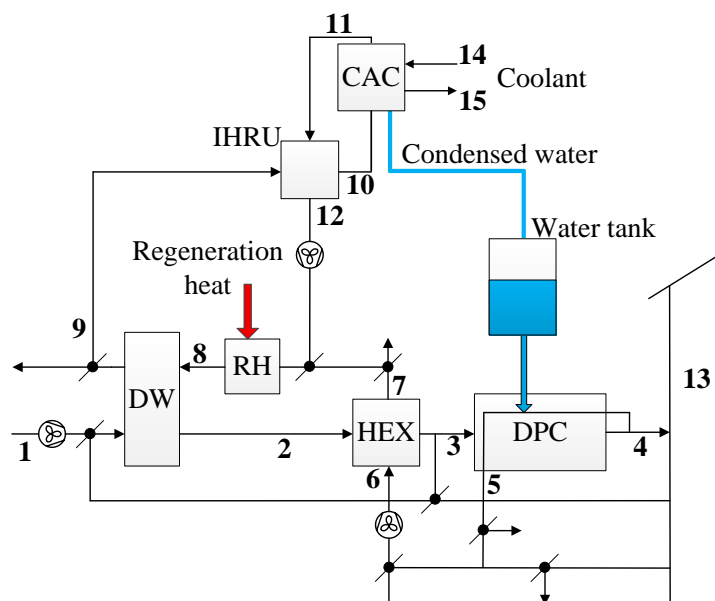 11
14
CAC
15
Coolant
IHRU
Condensed water
10
12
Water tank
Regeneration
heat
9
8
RH
13
7
DW
HEX
DPC
1
2
3
4
6
5